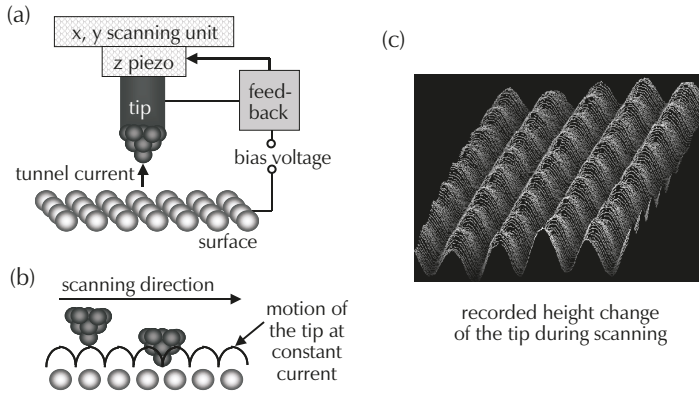 (a)
x, y scanning unit
z piezo
tip
feed-
back
bias voltage
tunnel current
surface
(b)
scanning direction
motion of
the tip at
constant
current
(c)
recorded height change
of the tip during scanning